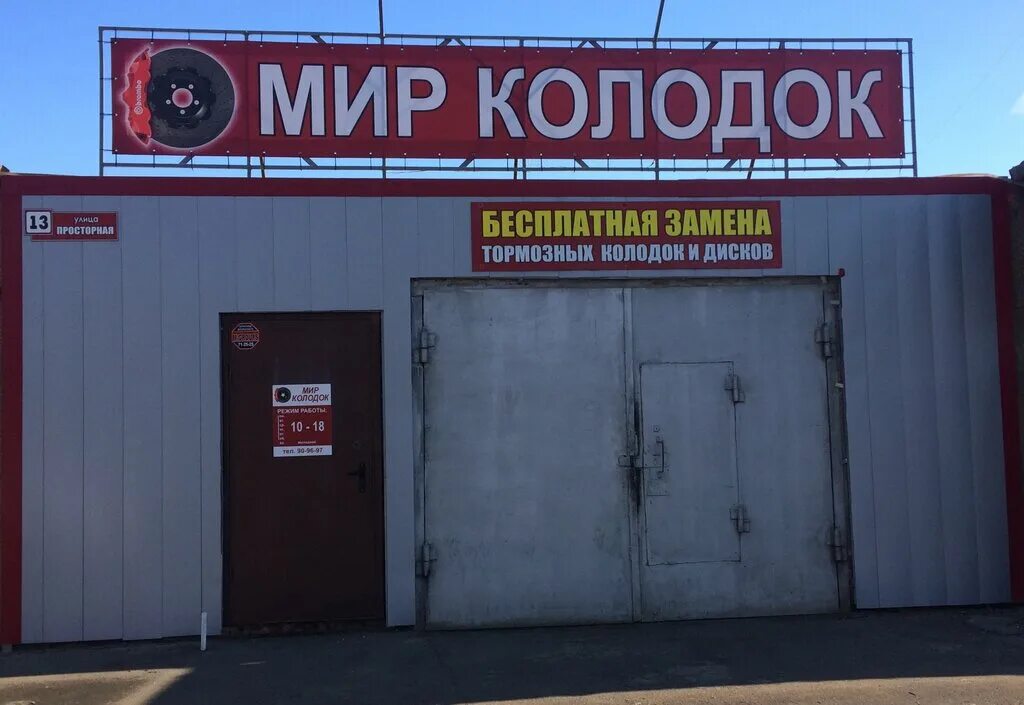 brembo
МИР КОЛОДОК
13
улица
ПРОСТОРНАЯ
БЕСПЛАТНАЯ ЗАМЕНА
ТОРМОЗНЫХ КОЛОДОК И ДИСКОВ
МИР
КОЛОДОК
РЕЖИМ РАБОТЫ:
10 - 18
тел. 90-96-97